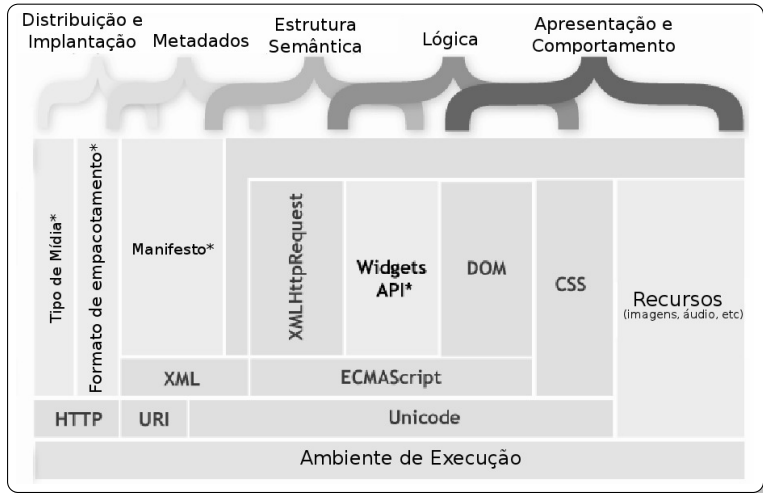 Distribuição e
Implantação
Metadados
Estrutura
Semântica
Lógica
Apresentação e
Comportamento
Tipo de Mídia*
Formato de empacotamento*
Manifesto*
XMLHttpRequest
Widgets
API*
DOM
CSS
Recursos
(imagens, áudio, etc)
XML
ECMAScript
HTTP
URI
Unicode
Ambiente de Execução